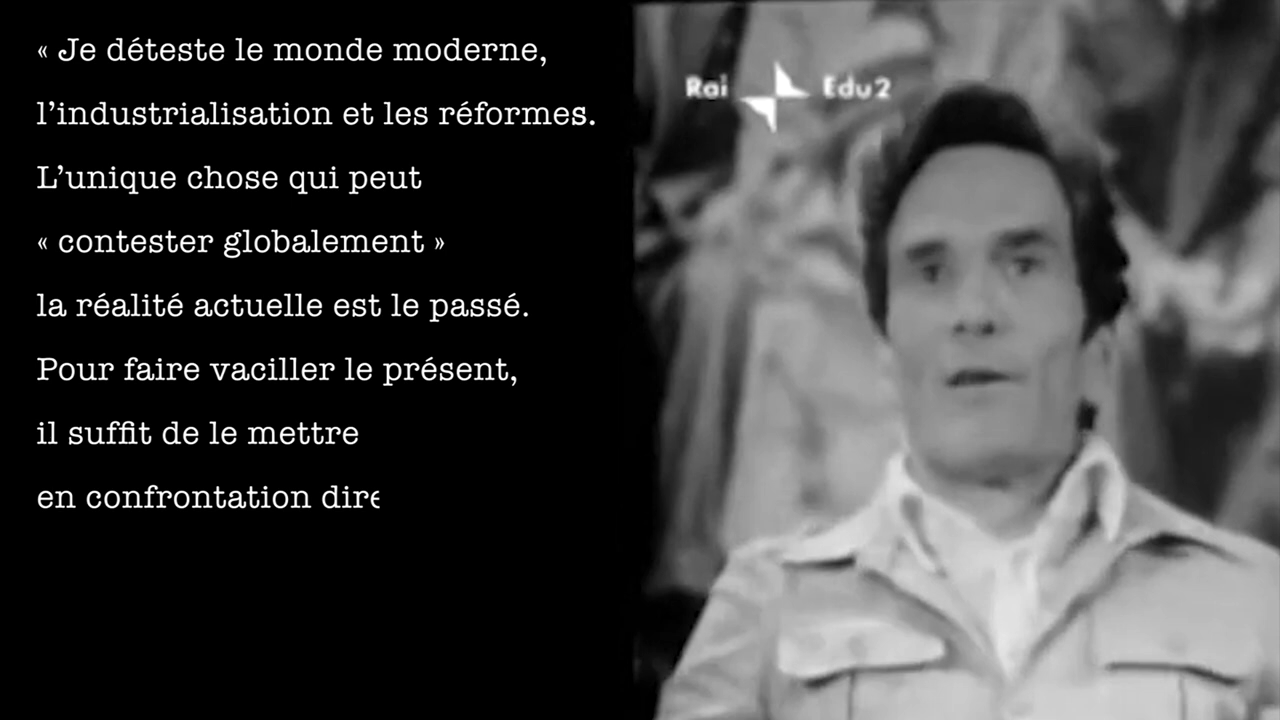 « Je déteste le monde moderne,
l’industrialisation et les réformes.
L’unique chose qui peut
« contester globalement »
la réalité actuelle est le passé.
Pour faire vaciller le présent,
il suffit de le mettre
en confrontation dire
Rai Edu2